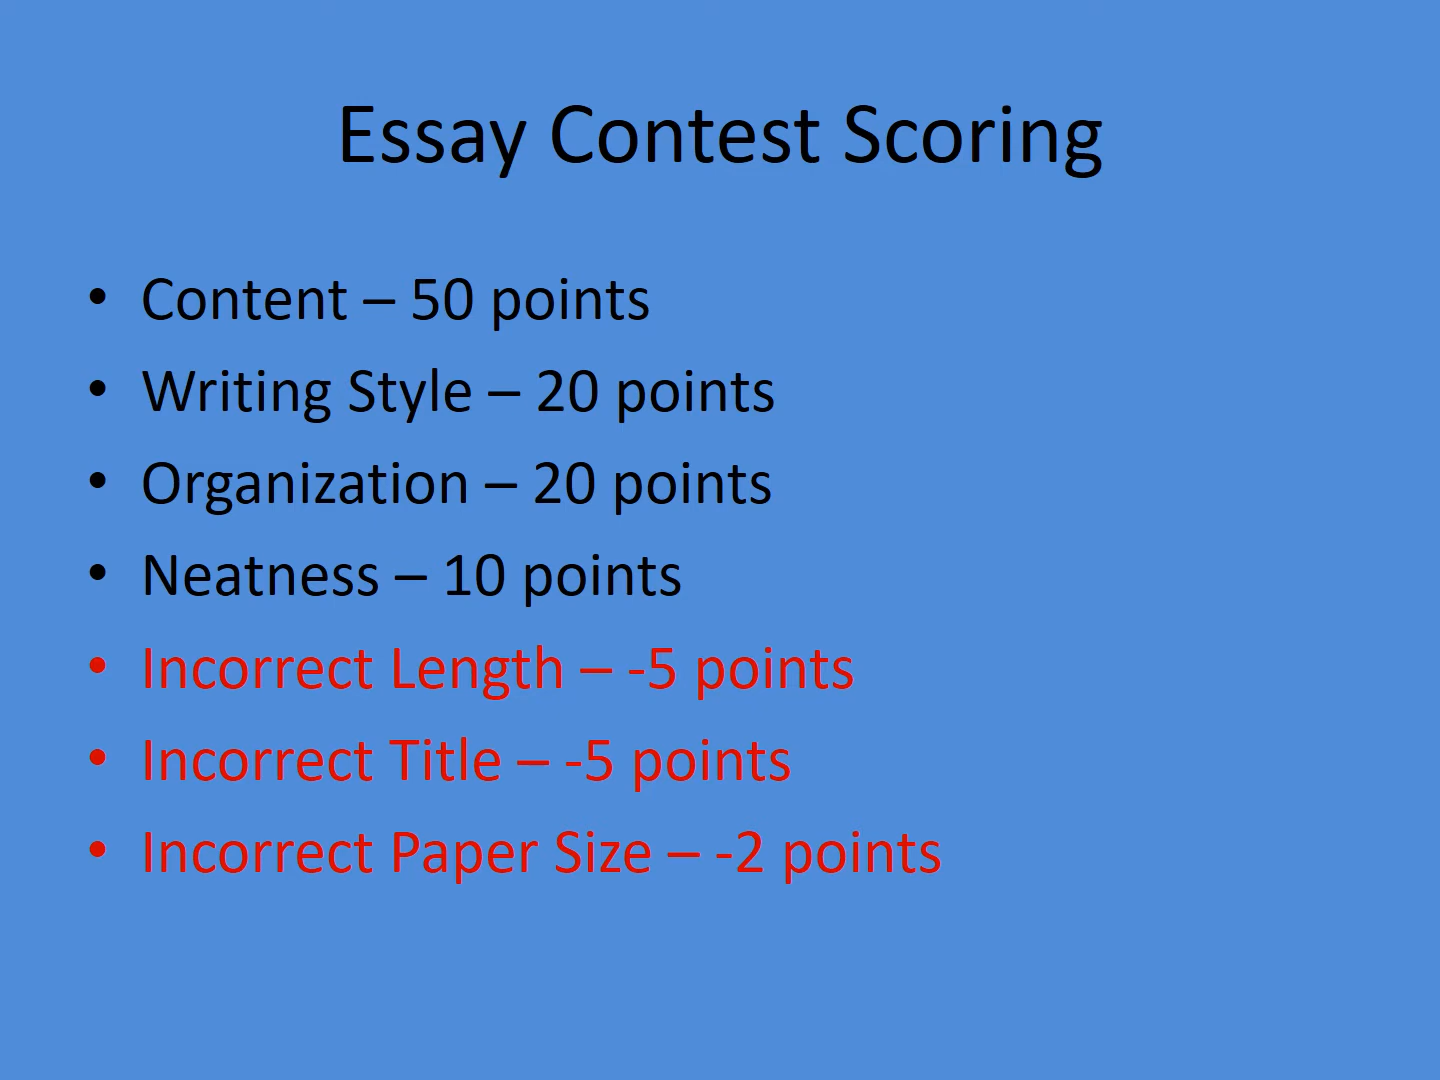 Essay Contest Scoring
• Content – 50 points
• Writing Style – 20 points
• Organization – 20 points
• Neatness – 10 points
• Incorrect Length – -5 points
• Incorrect Title – -5 points
• Incorrect Paper Size – -2 points